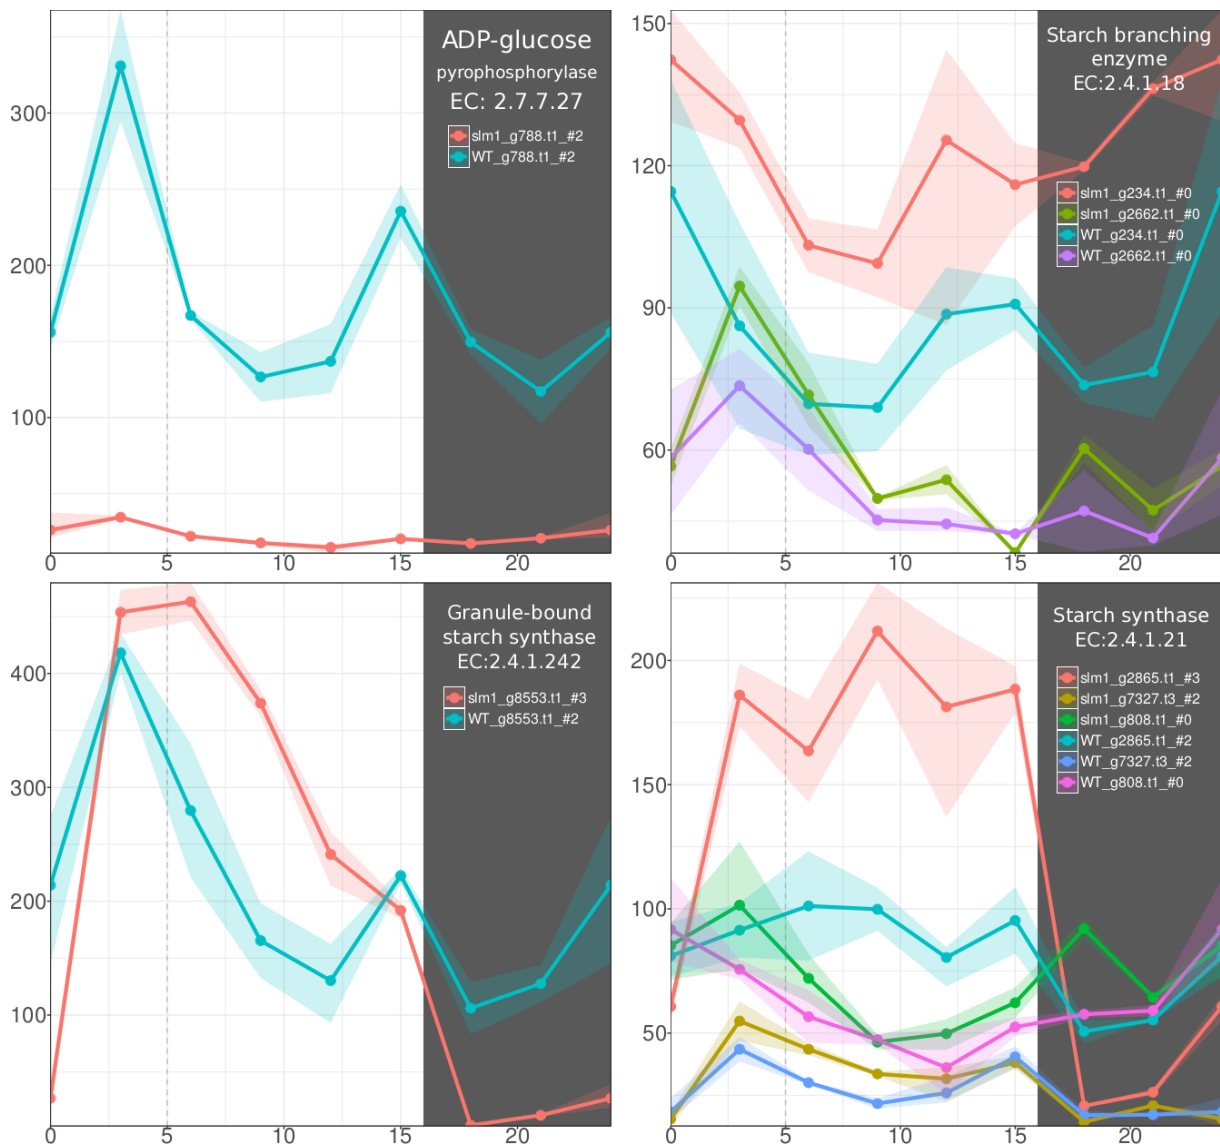 ADP-glucose
pyrophosphorylase
EC: 2.7.7.27
slm1_g788.t1_#2
WT_g788.t1_#2
300
200
100
0 5 10 15 20
Starch branching
enzyme
EC:2.4.1.18
slm1_g234.t1_#0
slm1_g2662.t1_#0
WT_g234.t1_#0
WT_g2662.t1_#0
150
120
90
60
0 5 10 15 20
Granule-bound
starch synthase
EC:2.4.1.242
slm1_g8553.t1_#3
WT_g8553.t1_#2
400
300
200
100
0 5 10 15 20
Starch synthase
EC:2.4.1.21
slm1_g2865.t1_#3
slm1_g7327.t3_#2
slm1_g808.t1_#0
WT_g2865.t1_#2
WT_g7327.t3_#2
WT_g808.t1_#0
200
150
100
50
0 5 10 15 20